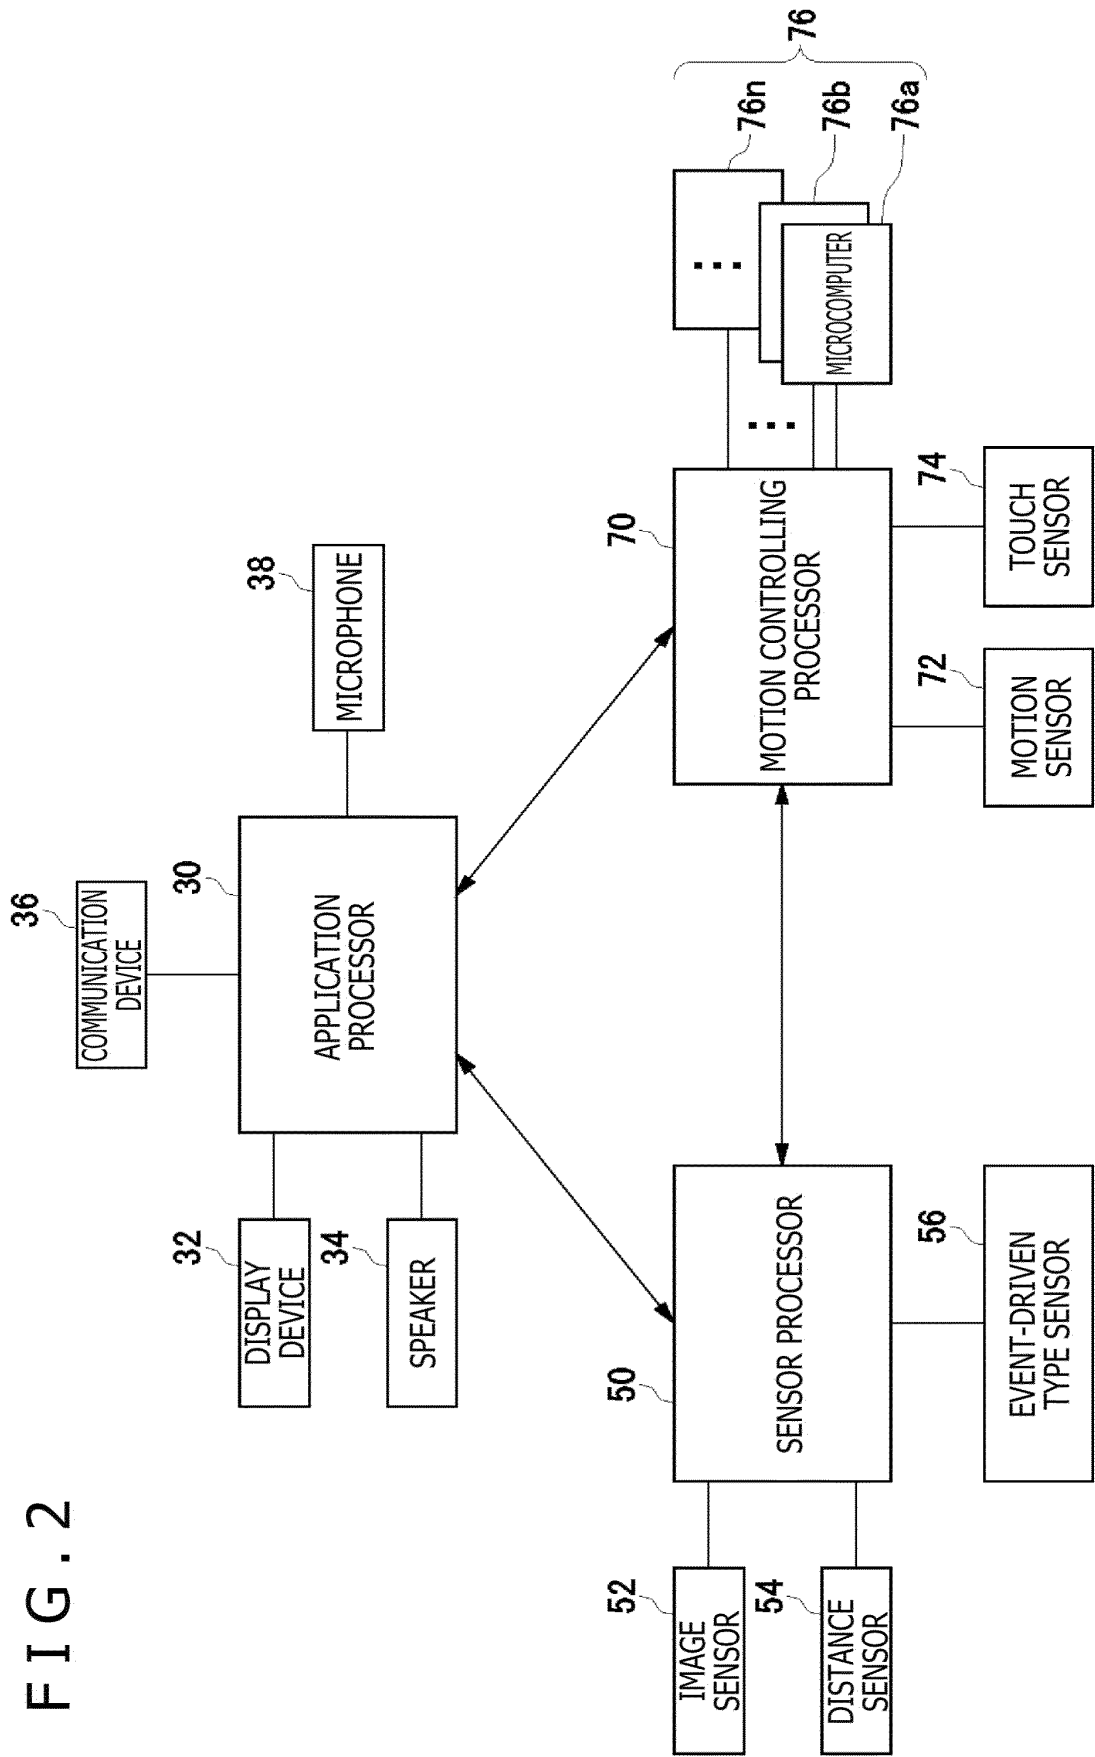 FIG.2
36
COMMUNICATION
DEVICE
30
APPLICATION
PROCESSOR
38
MICROPHONE
32
DISPLAY
DEVICE
34
SPEAKER
50
SENSOR PROCESSOR
52
IMAGE
SENSOR
54
DISTANCE
SENSOR
56
EVENT-DRIVEN
TYPE SENSOR
70
MOTION CONTROLLING
PROCESSOR
72
MOTION
SENSOR
74
TOUCH
SENSOR
76
76n
76b
76a
MICROCOMPUTER